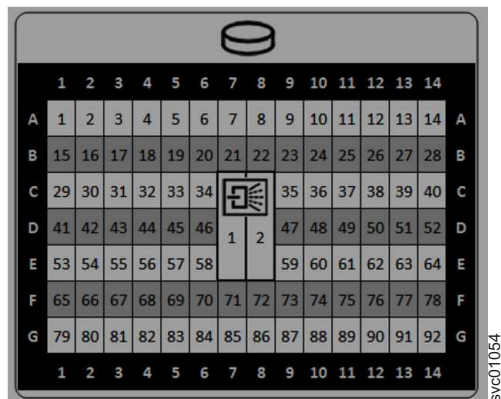 1 2 3 4 5 6 7 8 9 10 11 12 13 14
A 1 2 3 4 5 6 7 8 9 10 11 12 13 14 A
B 15 16 17 18 19 20 21 22 23 24 25 26 27 28 B
C 29 30 31 32 33 34 35 36 37 38 39 40 C
D 41 42 43 44 45 46 1 2 47 48 49 50 51 52 D
E 53 54 55 56 57 58 59 60 61 62 63 64 E
F 65 66 67 68 69 70 71 72 73 74 75 76 77 78 F
G 79 80 81 82 83 84 85 86 87 88 89 90 91 92 G
1 2 3 4 5 6 7 8 9 10 11 12 13 14
svc01054